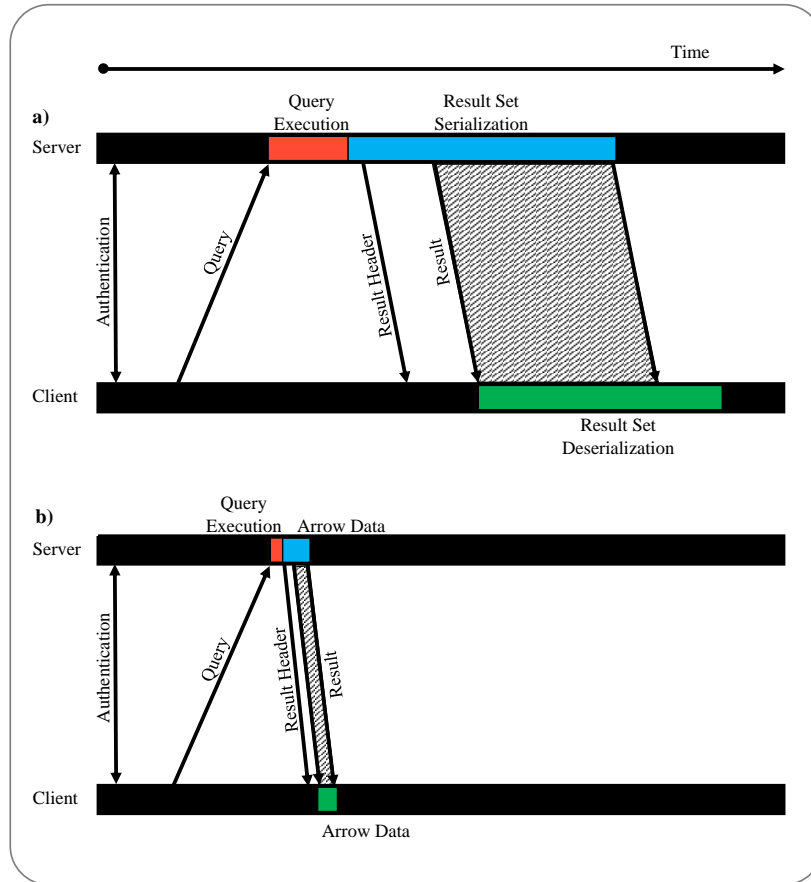 Time
a)
Query
Execution
Result Set
Serialization
Server
Authentication
Query
Result Header
Result
Client
Result Set
Deserialization
b)
Query
Execution
Arrow Data
Server
Authentication
Query
Result Header
Result
Client
Arrow Data